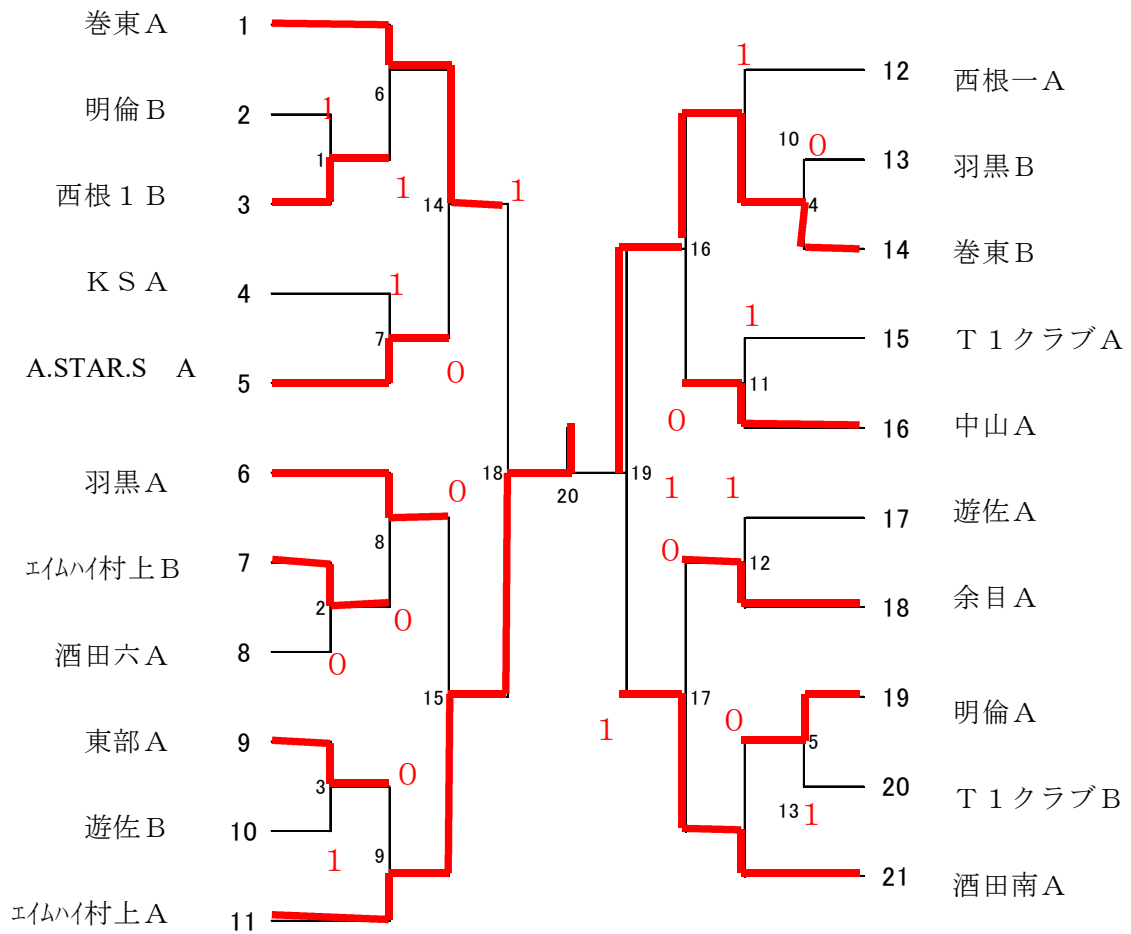 巻東A 1
明倫B 2 1
1
6
西根１B 3
1
14
1
KSA 4
1
7
A.STAR.S A 5
0
羽黒A 6
0
18
8
ｴｲﾑﾊｲ村上B 7
2
0
酒田六A 8
0
15
東部A 9
0
3
遊佐B 10
1
9
ｴｲﾑﾊｲ村上A 11
20
1
12 西根一A
10
0
13 羽黒B
4
14 巻東B
16
1
15 T１クラブA
11
0
16 中山A
19
1
1
17 遊佐A
0
12
18 余目A
17
1
0
19 明倫A
5
20 T１クラブB
13
1
21 酒田南A